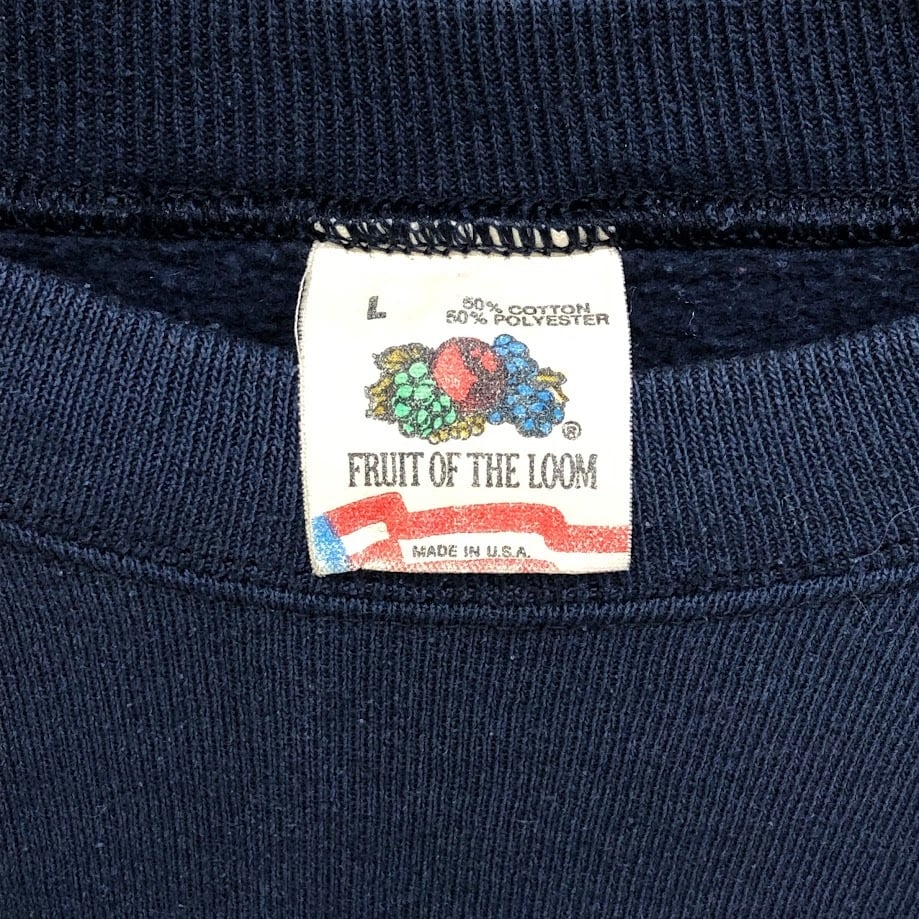 L
50% COTTON
50% POLYESTER
®
FRUIT OF THE LOOM
MADE IN U.S.A.